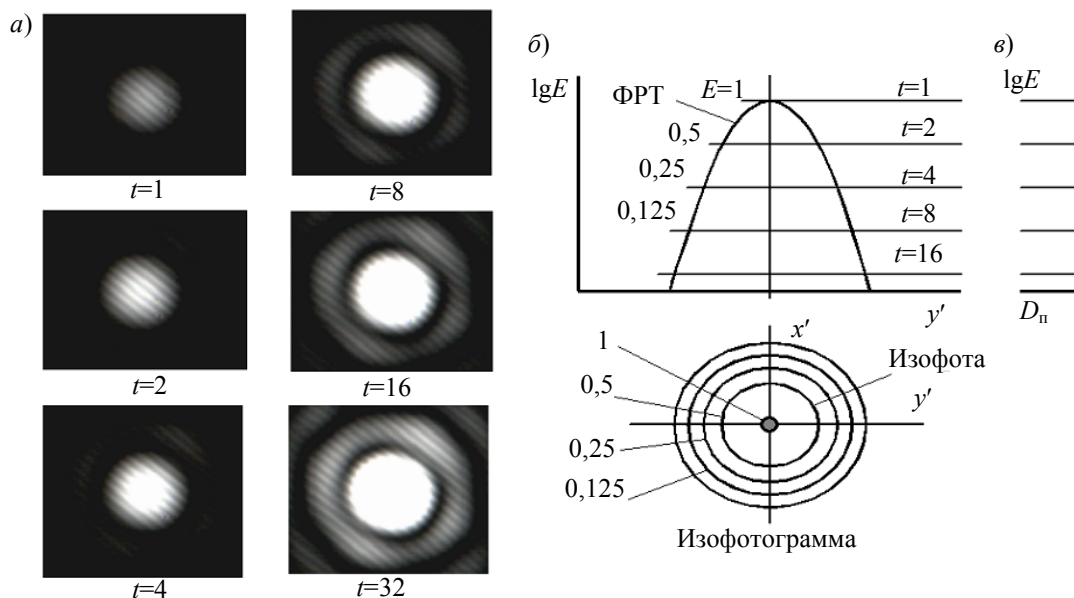 а)
t=1
t=8
t=2
t=16
t=4
t=32
б)
lgE
ФРТ
E=1
0,5
0,25
0,125
t=1
t=2
t=4
t=8
t=16
y′
x′
1
Изофота
0,5
y′
0,25
0,125
Изофотограмма
в)
lgE
Dп